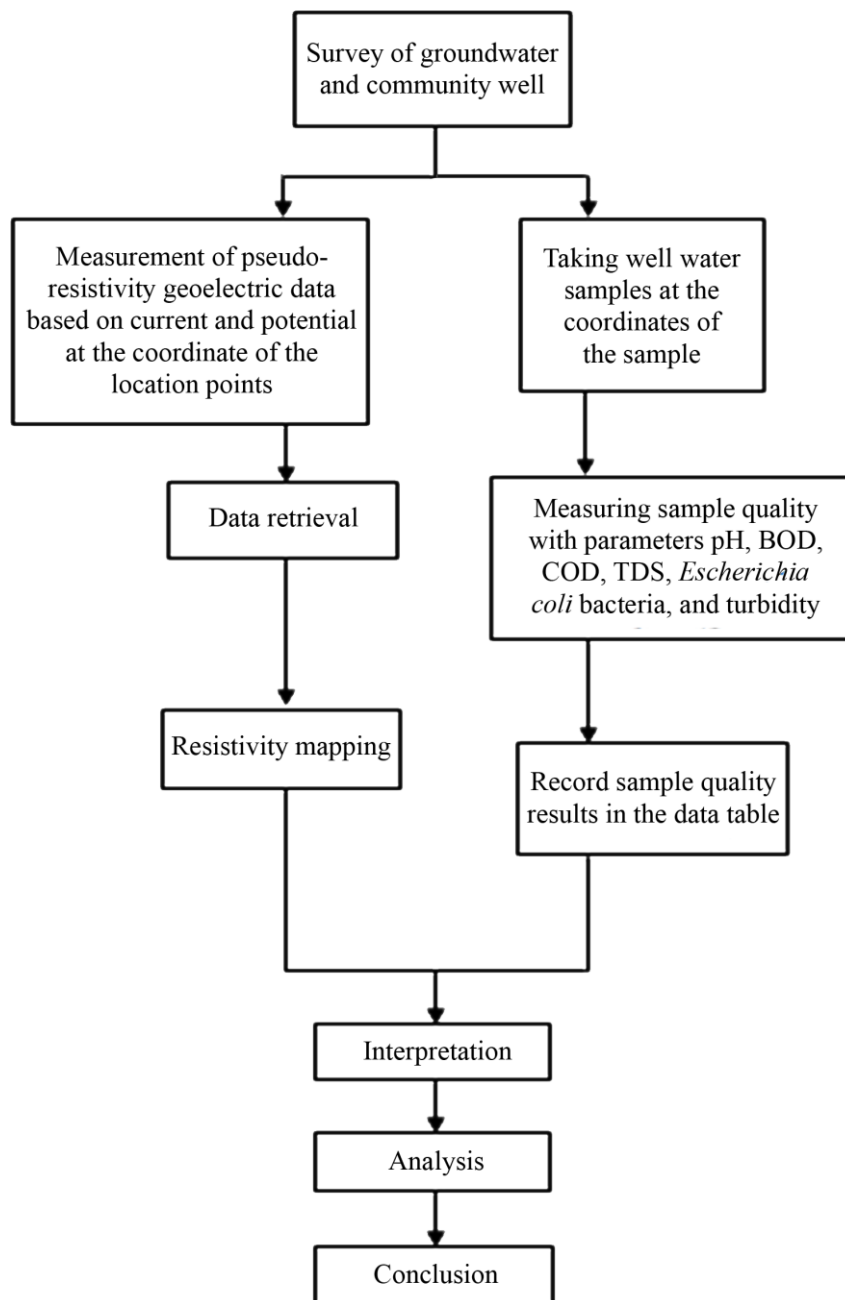 Survey of groundwater
and community well
Measurement of pseudo-
resistivity geoelectric data
based on current and potential
at the coordinate of the
location points
Taking well water
samples at the
coordinates of
the sample
Data retrieval
Measuring sample quality
with parameters pH, BOD,
COD, TDS, Escherichia
coli bacteria, and turbidity
Resistivity mapping
Record sample quality
results in the data table
Interpretation
Analysis
Conclusion